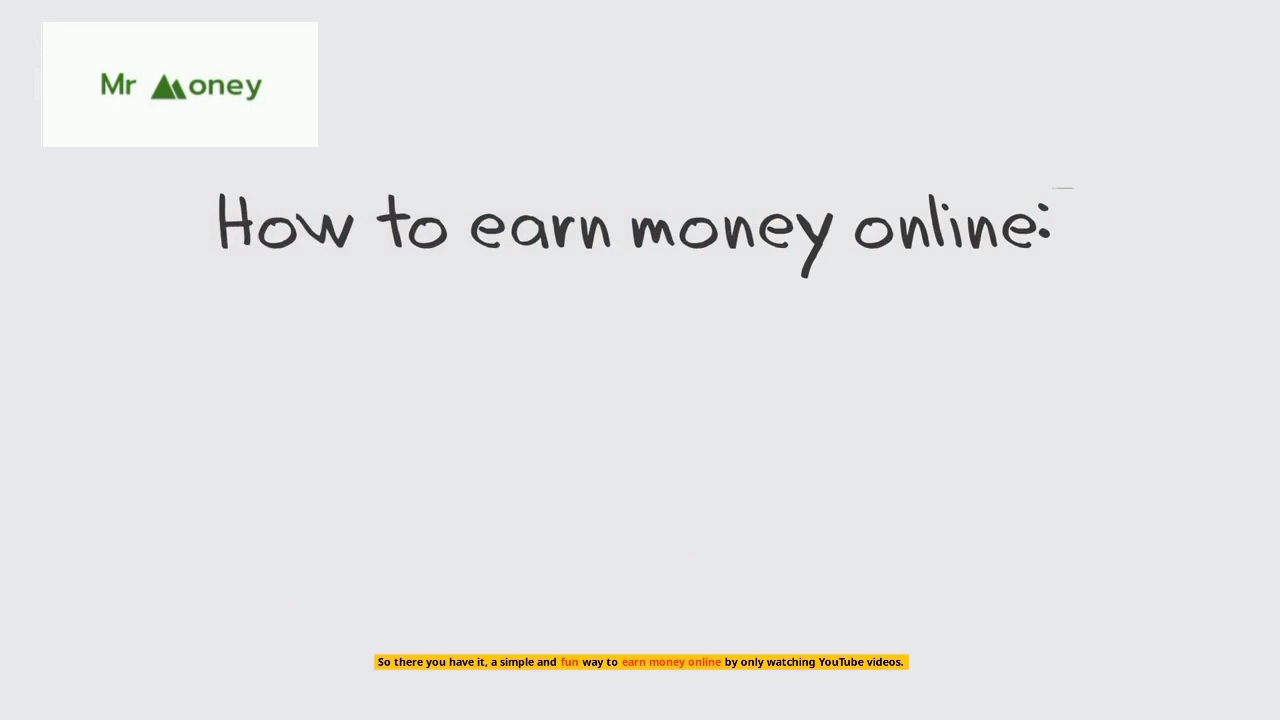 Mr Money
How to earn money online:
So there you have it, a simple and fun way to earn money online by only watching YouTube videos.